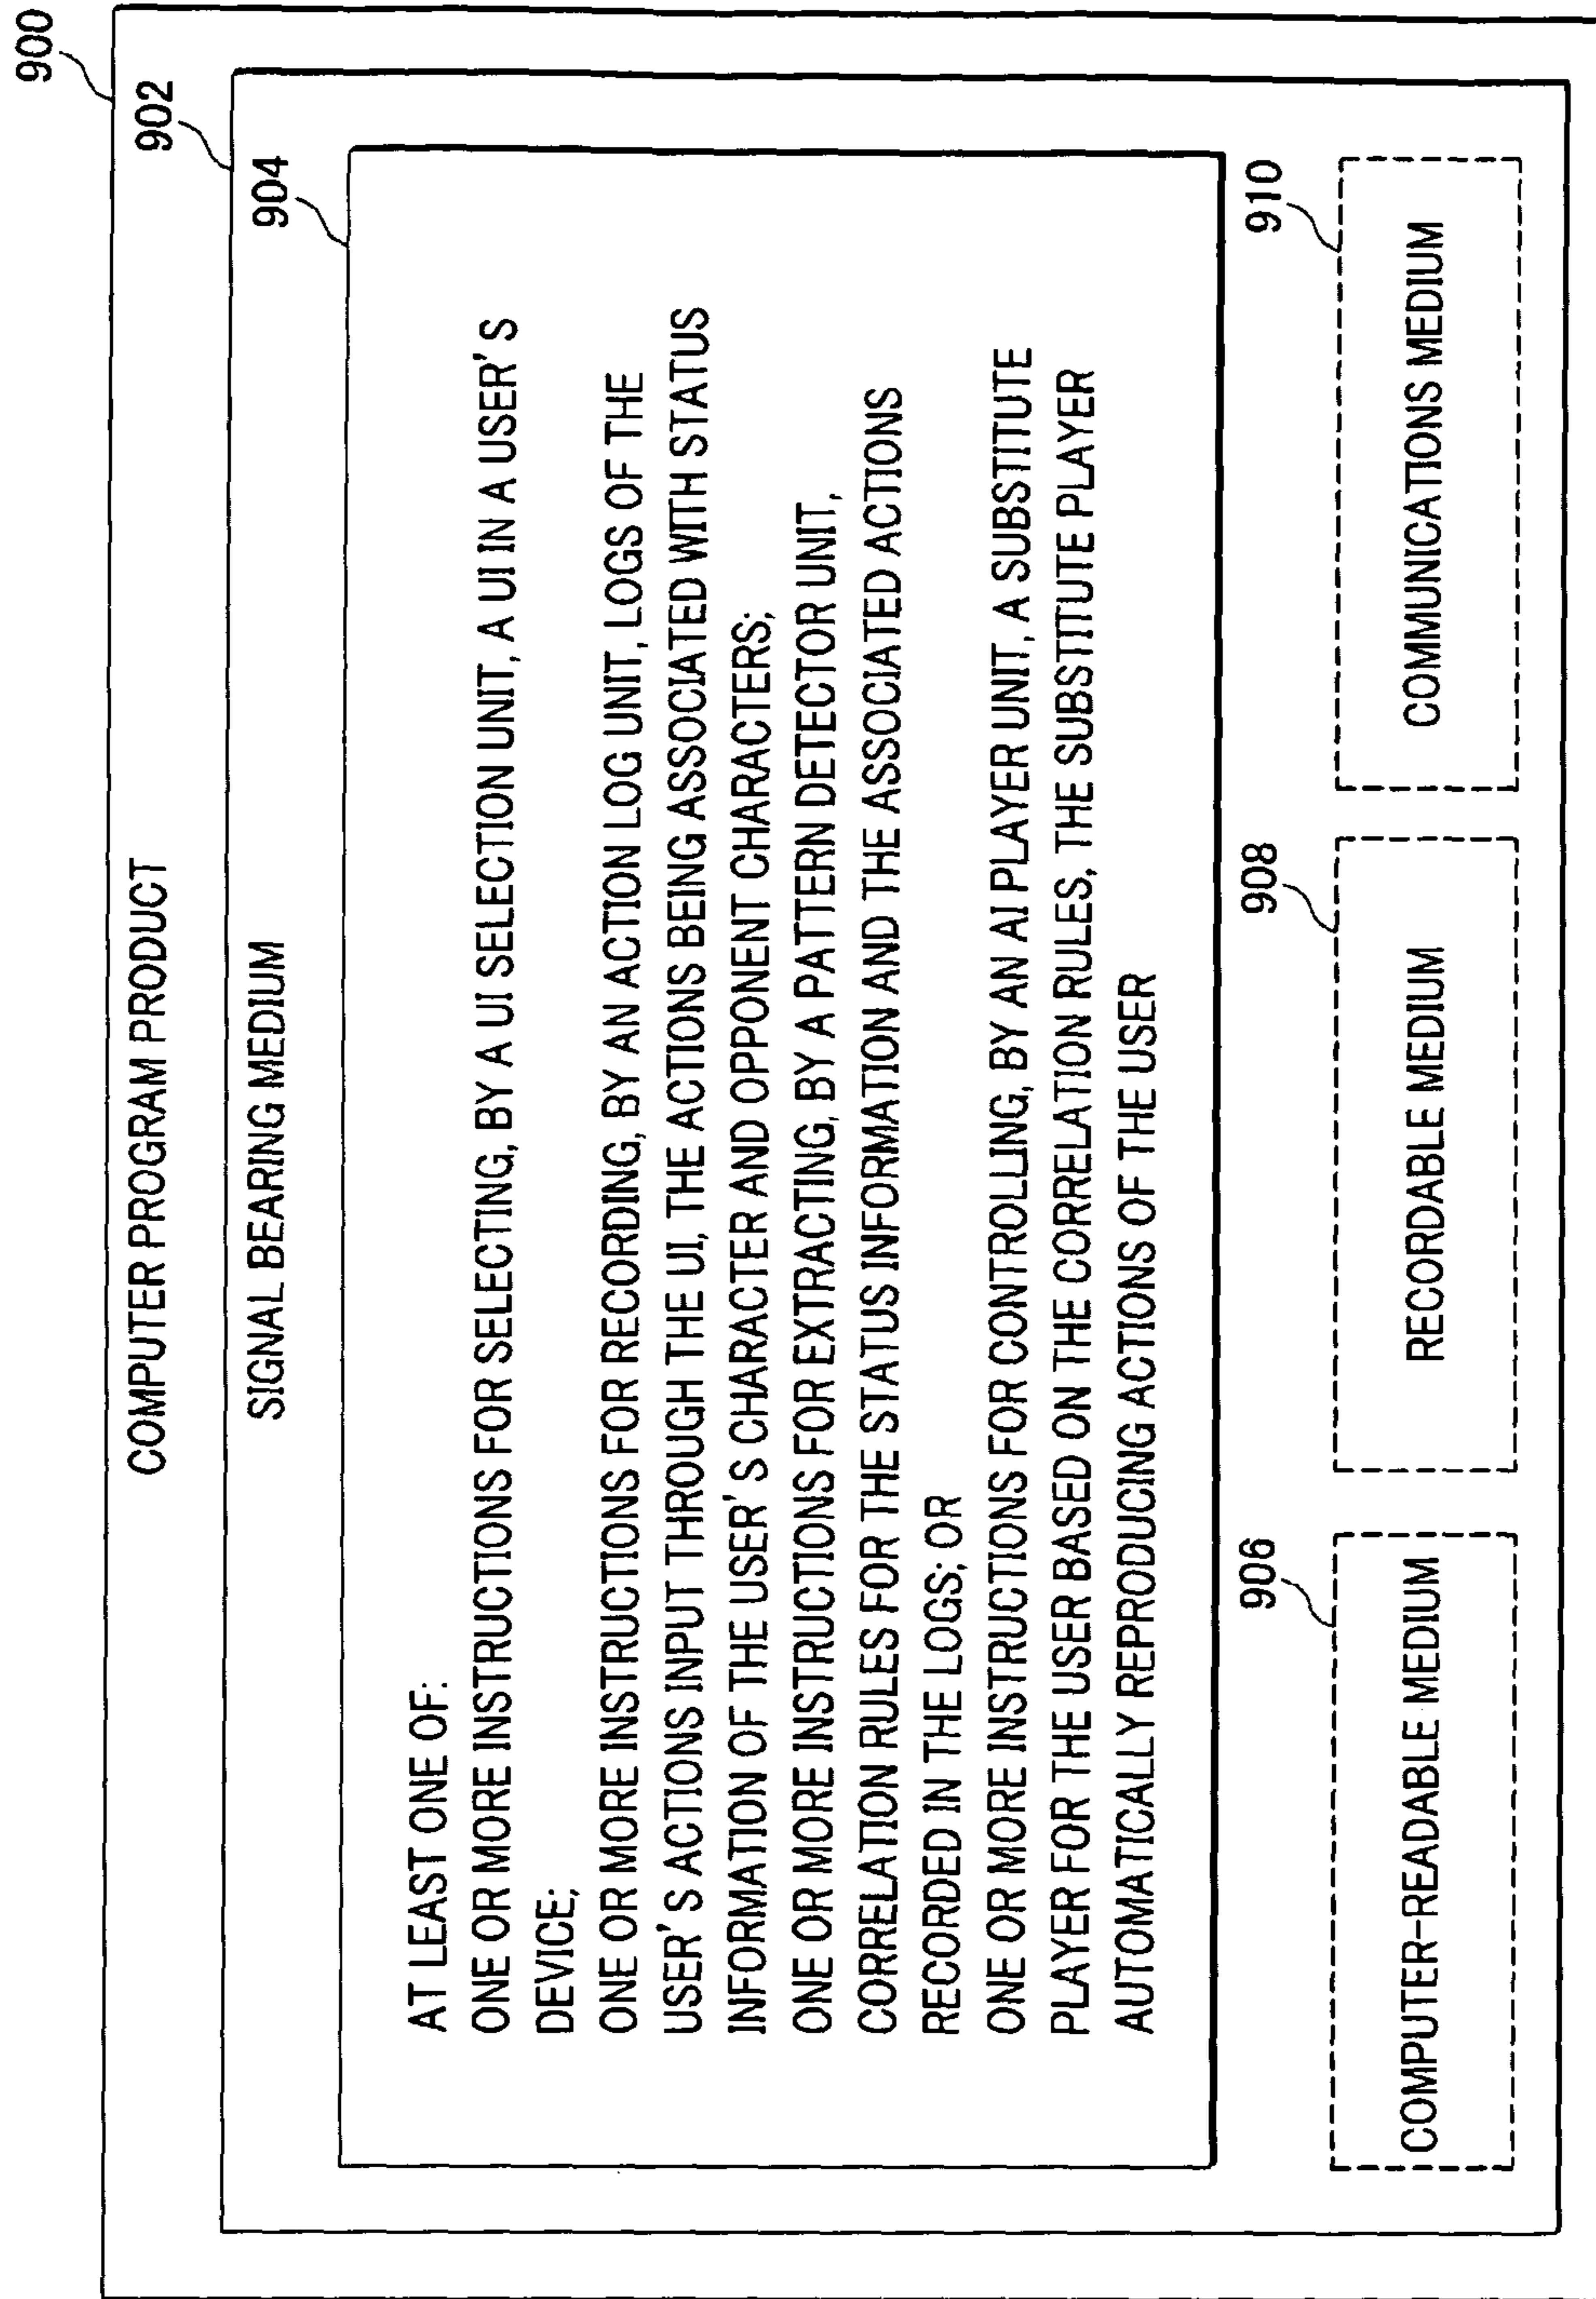 900
COMPUTER PROGRAM PRODUCT
902
SIGNAL BEARING MEDIUM
904
AT LEAST ONE OF:
ONE OR MORE INSTRUCTIONS FOR SELECTING, BY A UI SELECTION UNIT, A UI IN A USER'S
DEVICE;
ONE OR MORE INSTRUCTIONS FOR RECORDING, BY AN ACTION LOG UNIT, LOGS OF THE
USER'S ACTIONS INPUT THROUGH THE UI, THE ACTIONS BEING ASSOCIATED WITH STATUS
INFORMATION OF THE USER'S CHARACTER AND OPPONENT CHARACTERS;
ONE OR MORE INSTRUCTIONS FOR EXTRACTING, BY A PATTERN DETECTOR UNIT,
CORRELATION RULES FOR THE STATUS INFORMATION AND THE ASSOCIATED ACTIONS
RECORDED IN THE LOGS; OR
ONE OR MORE INSTRUCTIONS FOR CONTROLLING, BY AN AI PLAYER UNIT, A SUBSTITUTE
PLAYER FOR THE USER BASED ON THE CORRELATION RULES, THE SUBSTITUTE PLAYER
AUTOMATICALLY REPRODUCING ACTIONS OF THE USER
906
COMPUTER-READABLE MEDIUM
908
RECORDABLE MEDIUM
910
COMMUNICATIONS MEDIUM